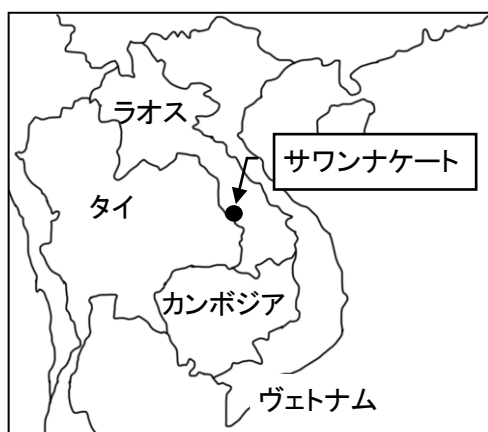 ラオス
サワンナケート
タイ
カンボジア
ヴェトナム